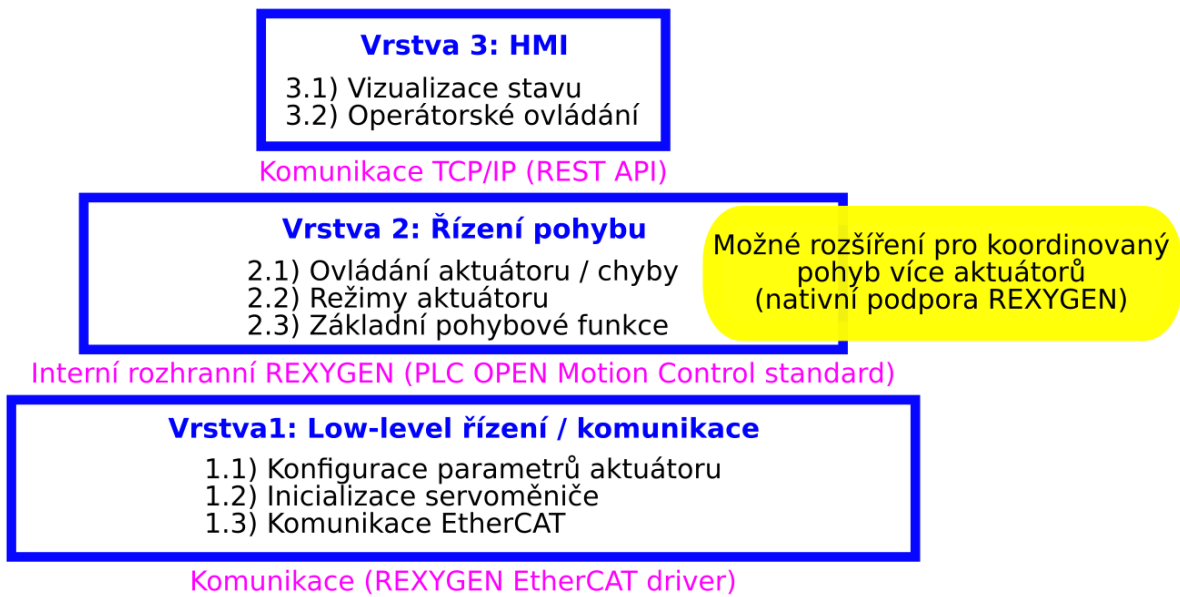 Vrstva 3: HMI
3.1) Vizualizace stavu
3.2) Operátorské ovládání
Komunikace TCP/IP (REST API)
Vrstva 2: Řízení pohybu
2.1) Ovládání aktuátoru / chyby
2.2) Režimy aktuátoru
2.3) Základní pohybové funkce
Možné rozšíření pro koordinovaný
pohyb více aktuátorů
(nativní podpora REXYGEN)
Interní rozhranní REXYGEN (PLC OPEN Motion Control standard)
Vrstva1: Low-level řízení / komunikace
1.1) Konfigurace parametrů aktuátoru
1.2) Inicializace servoměniče
1.3) Komunikace EtherCAT
Komunikace (REXYGEN EtherCAT driver)